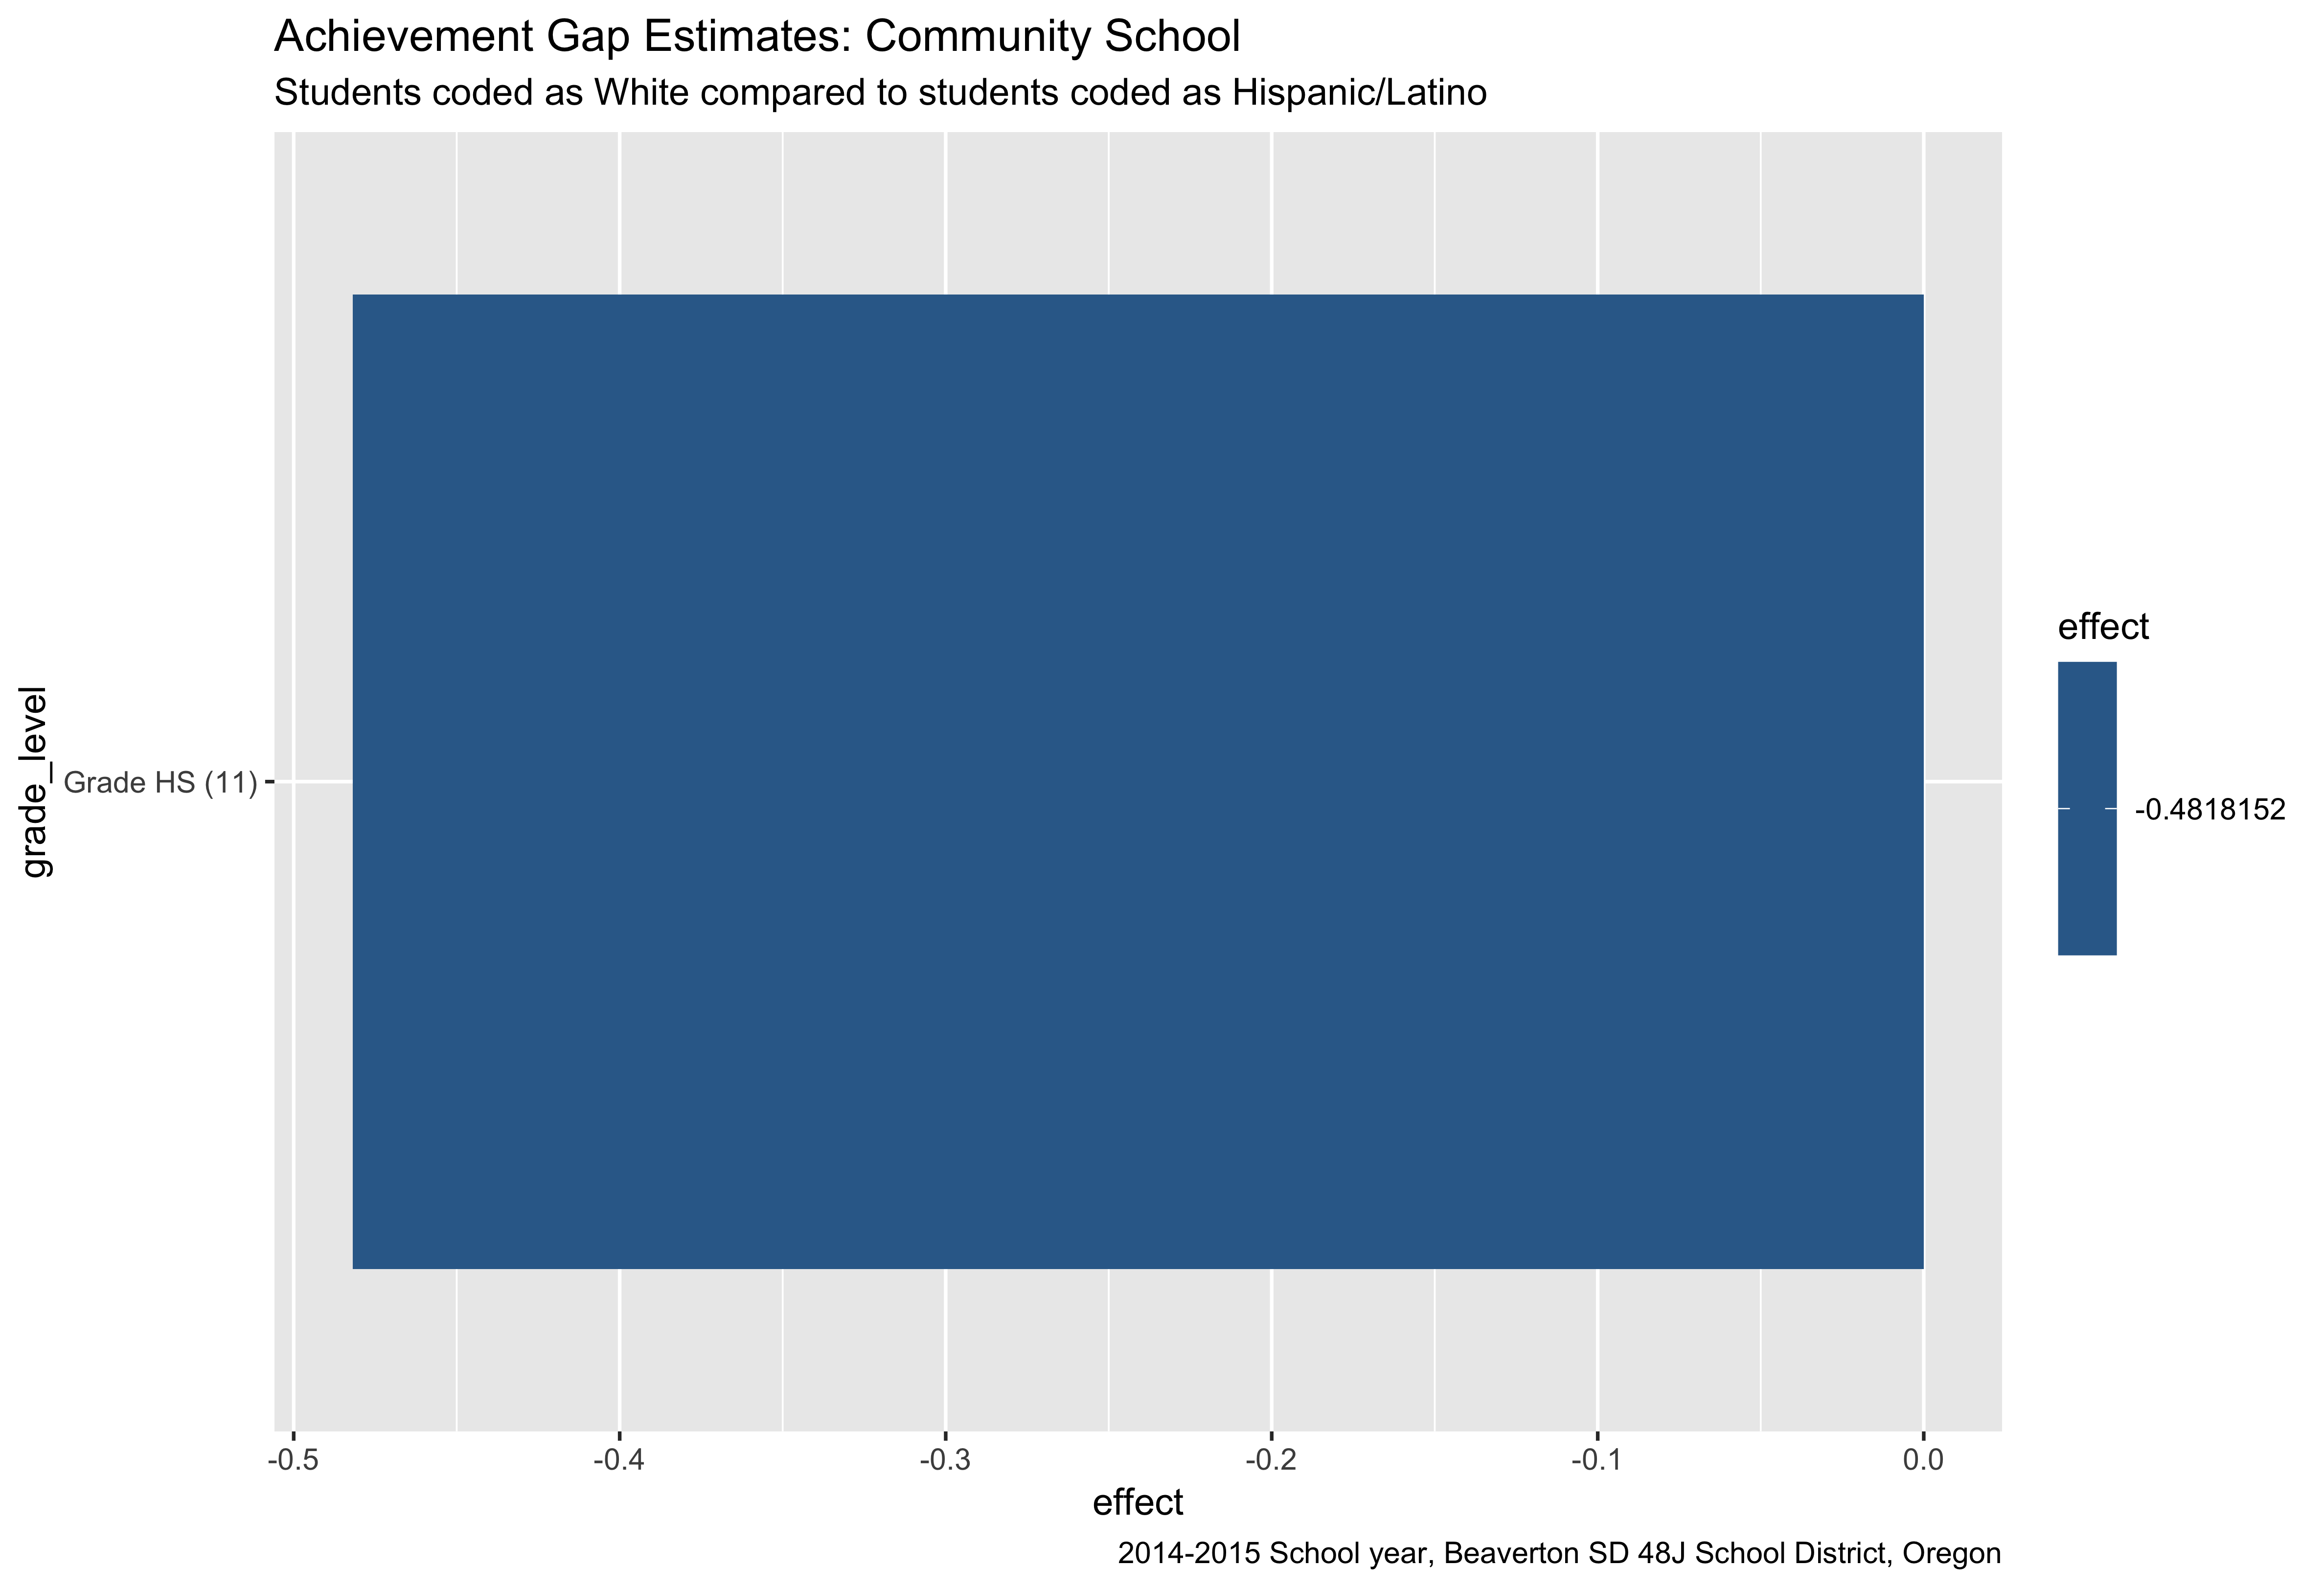 Achievement Gap Estimates: Community School
Students coded as White compared to students coded as Hispanic/Latino
grade_level
Grade HS (11)
effect
-0.4818152
-0.5
-0.4
-0.3
-0.2
-0.1
0.0
effect
2014-2015 School year, Beaverton SD 48J School District, Oregon